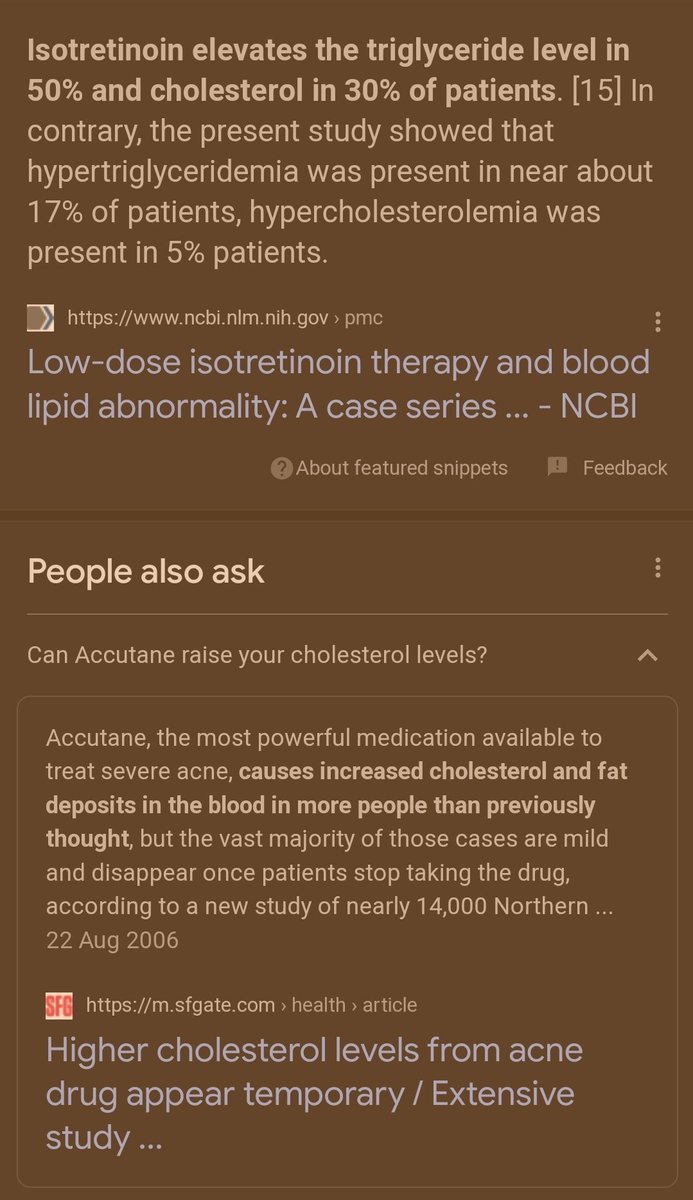 Isotretinoin elevates the triglyceride level in
50% and cholesterol in 30% of patients. [15] In
contrary, the present study showed that
hypertriglyceridemia was present in near about
17% of patients, hypercholesterolemia was
present in 5% patients.
https://www.ncbi.nlm.nih.gov › pmc
Low-dose isotretinoin therapy and blood
lipid abnormality: A case series ... - NCBI
About featured snippets
Feedback
People also ask
Can Accutane raise your cholesterol levels?
Accutane, the most powerful medication available to
treat severe acne, causes increased cholesterol and fat
deposits in the blood in more people than previously
thought, but the vast majority of those cases are mild
and disappear once patients stop taking the drug,
according to a new study of nearly 14,000 Northern ...
22 Aug 2006
SFG https://m.sfgate.com › health › article
Higher cholesterol levels from acne
drug appear temporary / Extensive
study ...